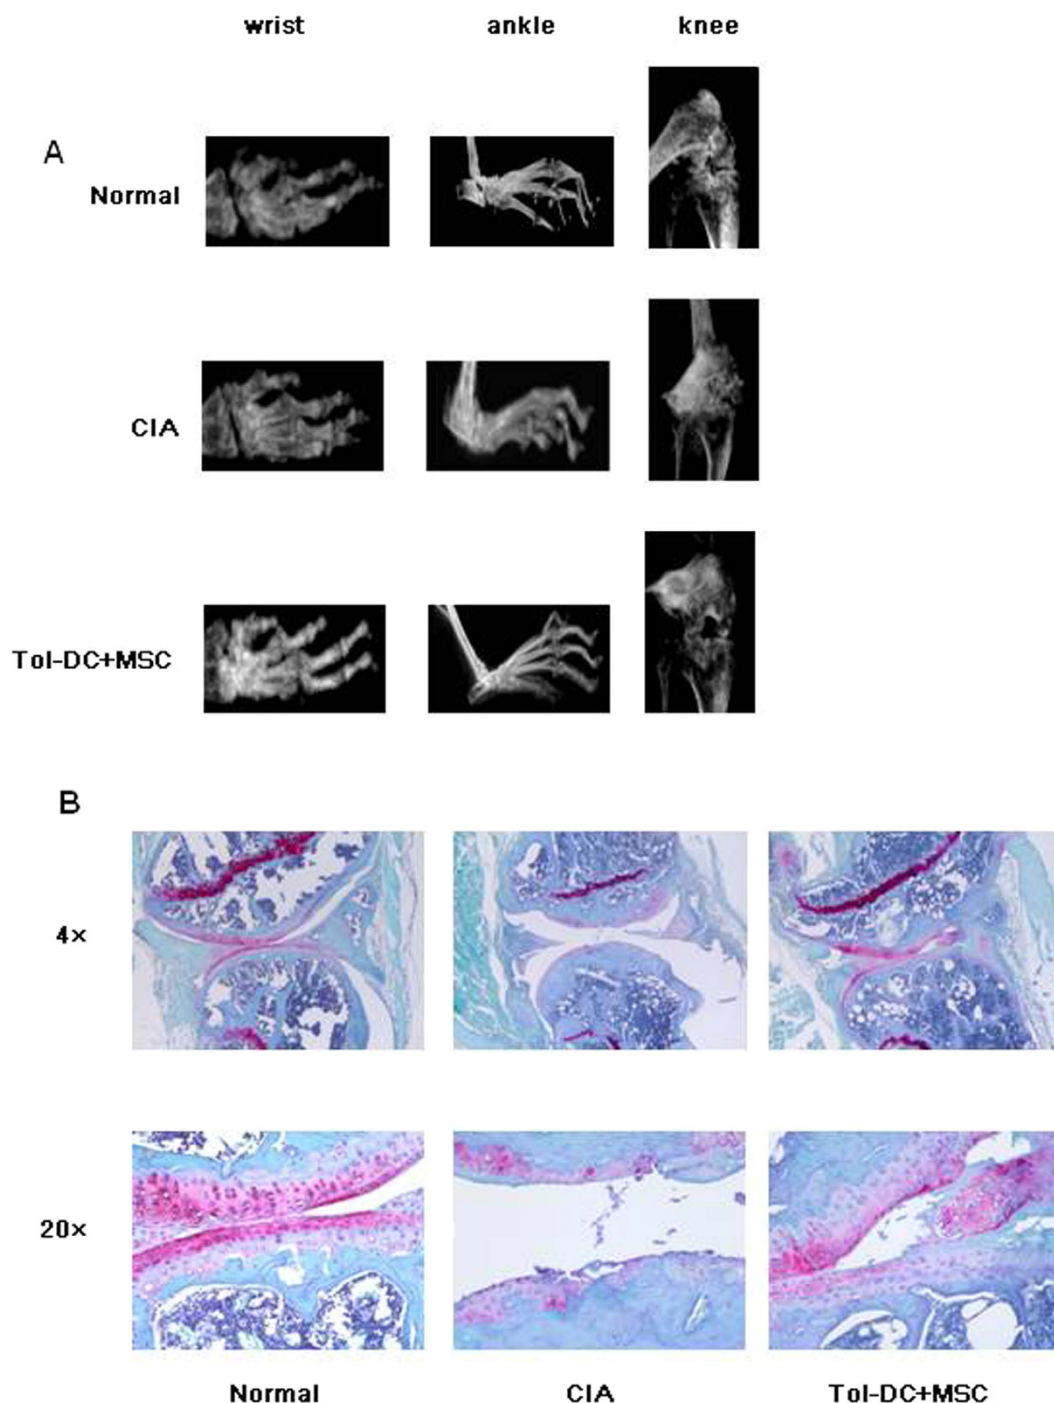 wrist ankle knee
A
Normal
CIA
Tol-DC+MSC
B
4×
20×
Normal CIA Tol-DC+MSC